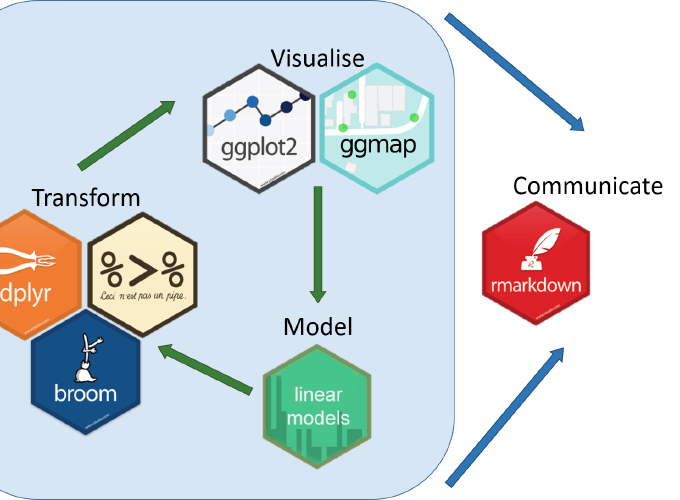 Visualise
ggplot2
ggmap
Transform
dplyr
%>%
Ceci n'est pas un pipe.
broom
Model
linear
models
Communicate
rmarkdown